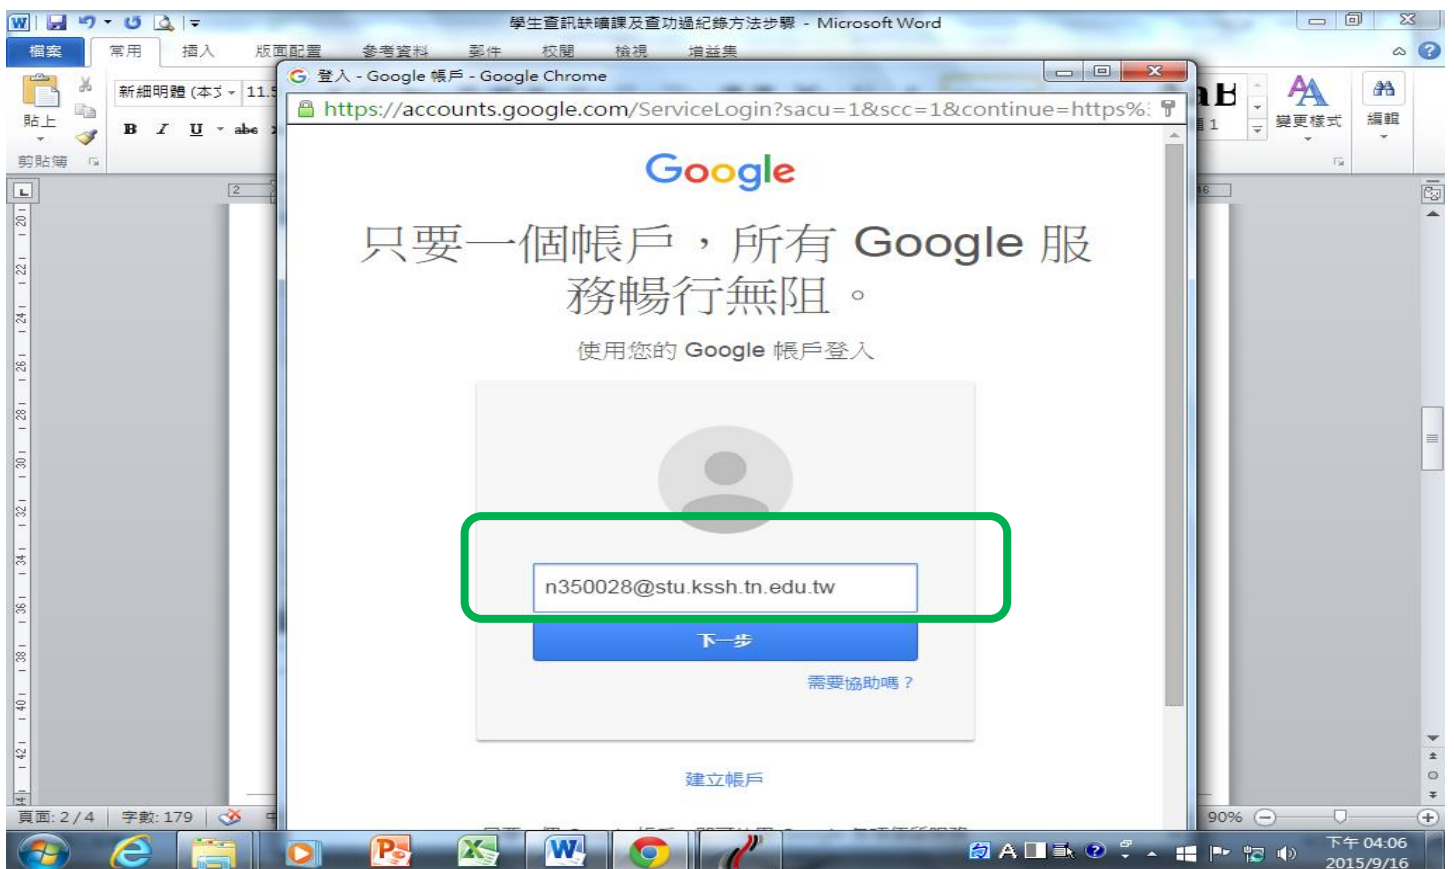 學生查訊缺曠課及查功過紀錄方法步驟 - Microsoft Word
檔案 常用 插入 版面配置 參考資料 郵件 校閱 檢視 增益集
登入 - Google 帳戶 - Google Chrome
新細明體 (本文 11.5
https://accounts.google.com/ServiceLogin?sacu=1&scc=1&continue=https%
貼上
B I U abc
變更樣式 編輯
剪貼簿
Google
只要一個帳戶，所有 Google 服
務暢行無阻。
使用您的 Google 帳戶登入
n350028@stu.kssh.tn.edu.tw
下一步
需要協助嗎？
建立帳戶
頁面: 2 / 4 字數: 179
90%
下午 04:06
2015/9/16